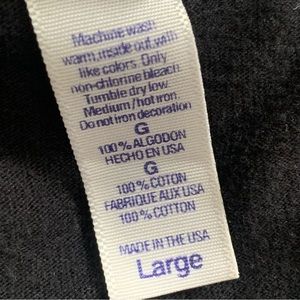 Machine wash
warm, inside out, with
like colors. Only
non-chlorine bleach
Tumble dry low.
Medium/hot iron.
Do not iron decoration
G
100% ALGODON
HECHO EN USA
G
100% COTON
FABRIQUE AUX USA
100% COTTON
MADE IN THE USA
Large